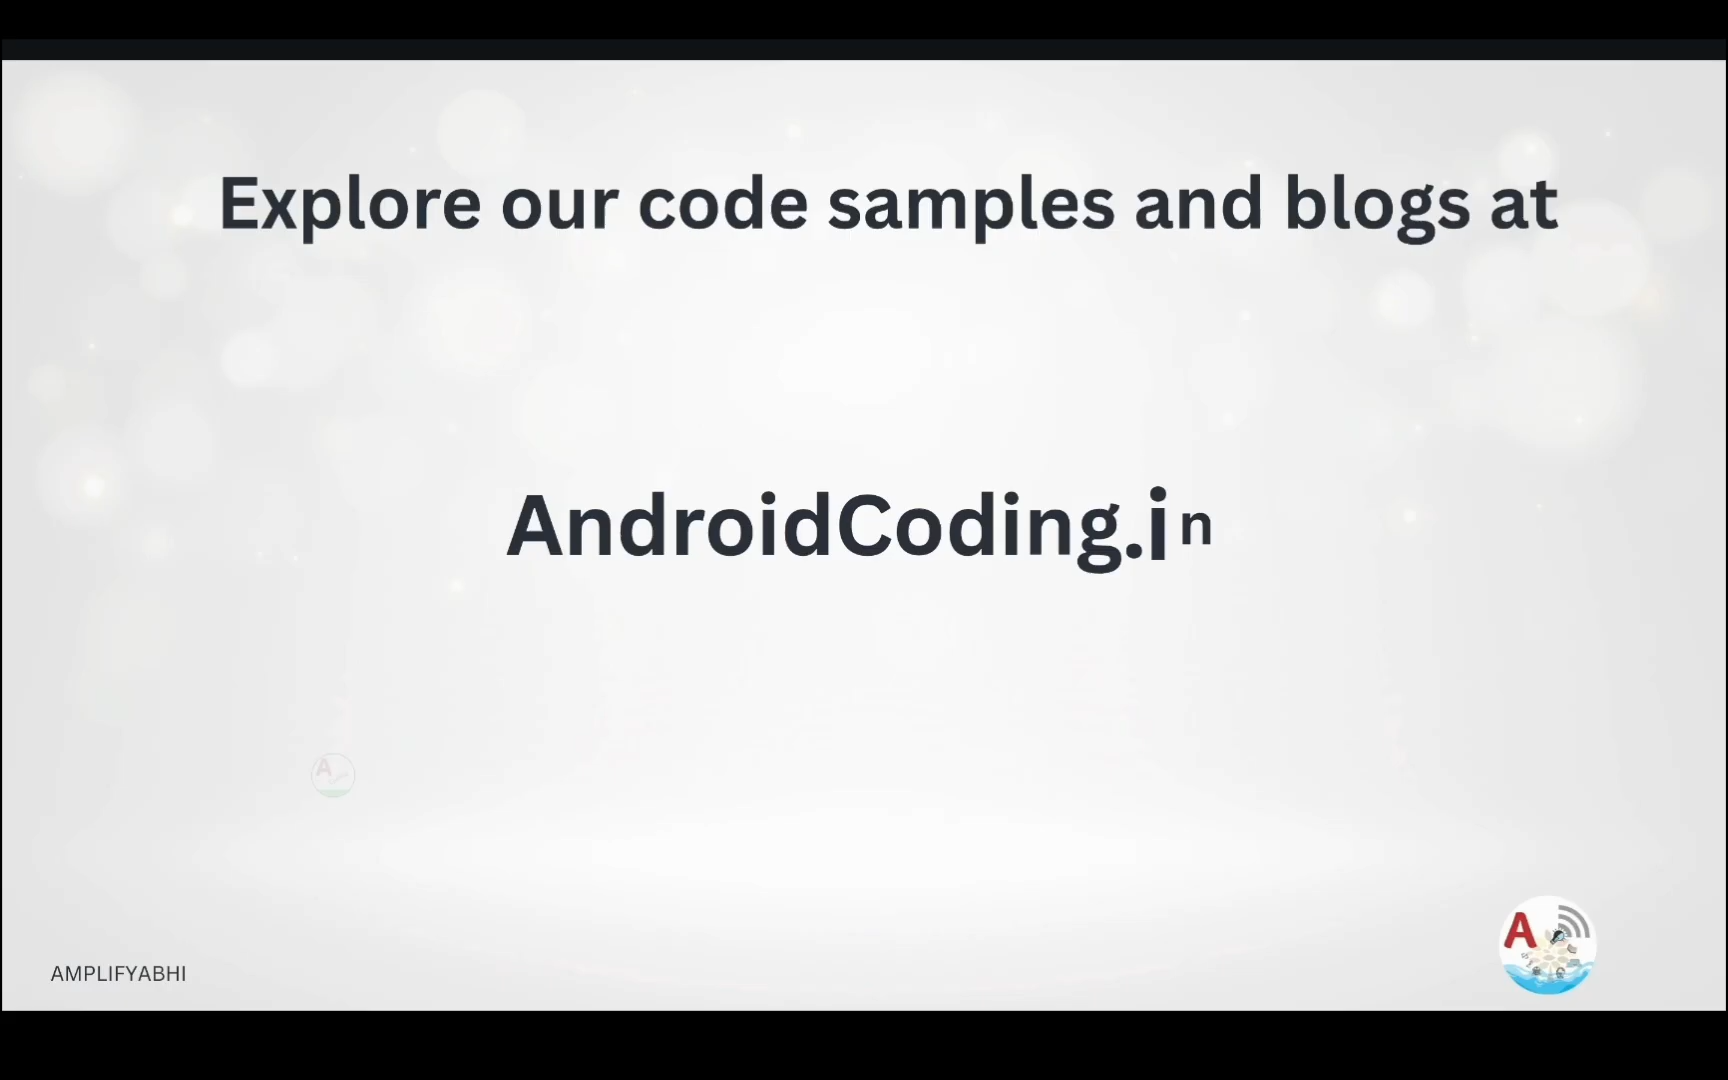 Explore our code samples and blogs at
AndroidCoding.in
A
A
AMPLIFYABHI